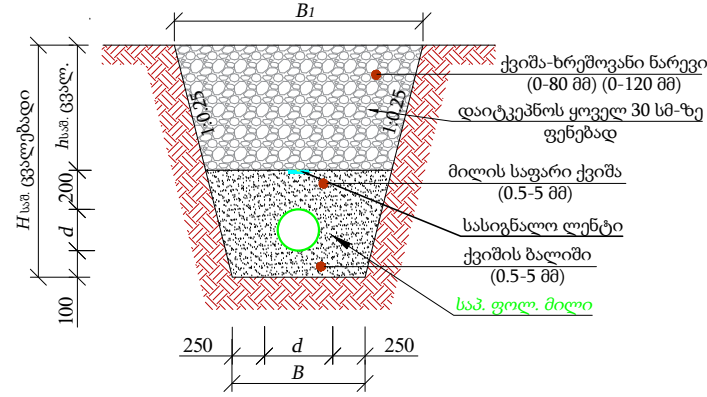 B₁
ქვიშა-ხრეშოვანი ნარევი
(0-80 მმ) (0-120 მმ)
დაიტკეპნოს ყოველ 30 სმ-ზე
ფენებად
მილის საფარი ქვიშა
(0.5-5 მმ)
სასიგნალო ლენტი
ქვიშის ბალიში
(0.5-5 მმ)
საპ. ფოლ. მილი
1:0.25
1:0.25
H საშ. ცვალებადი
h საშ. ცვალ.
200
d
100
250
d
250
B